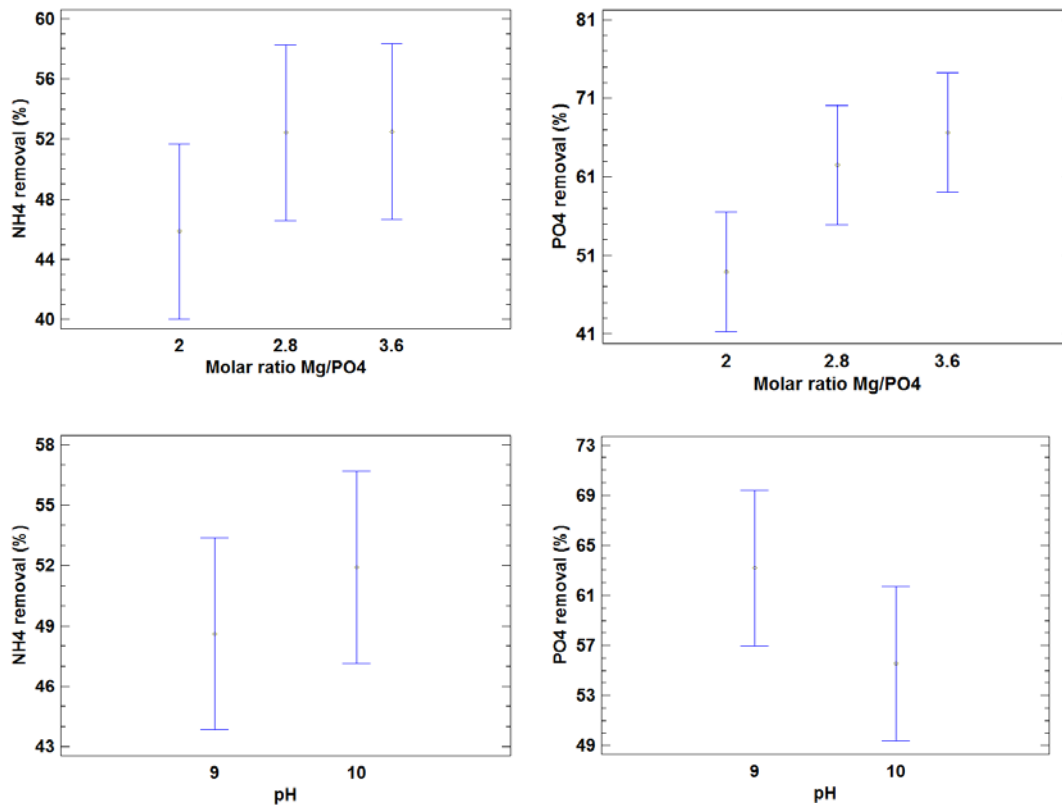 NH4 removal (%)
60
56
52
48
44
40
2 2.8 3.6
Molar ratio Mg/PO4
PO4 removal (%)
81
71
61
51
41
2 2.8 3.6
Molar ratio Mg/PO4
NH4 removal (%)
58
55
52
49
46
43
9 10
pH
PO4 removal (%)
73
69
65
61
57
53
49
9 10
pH